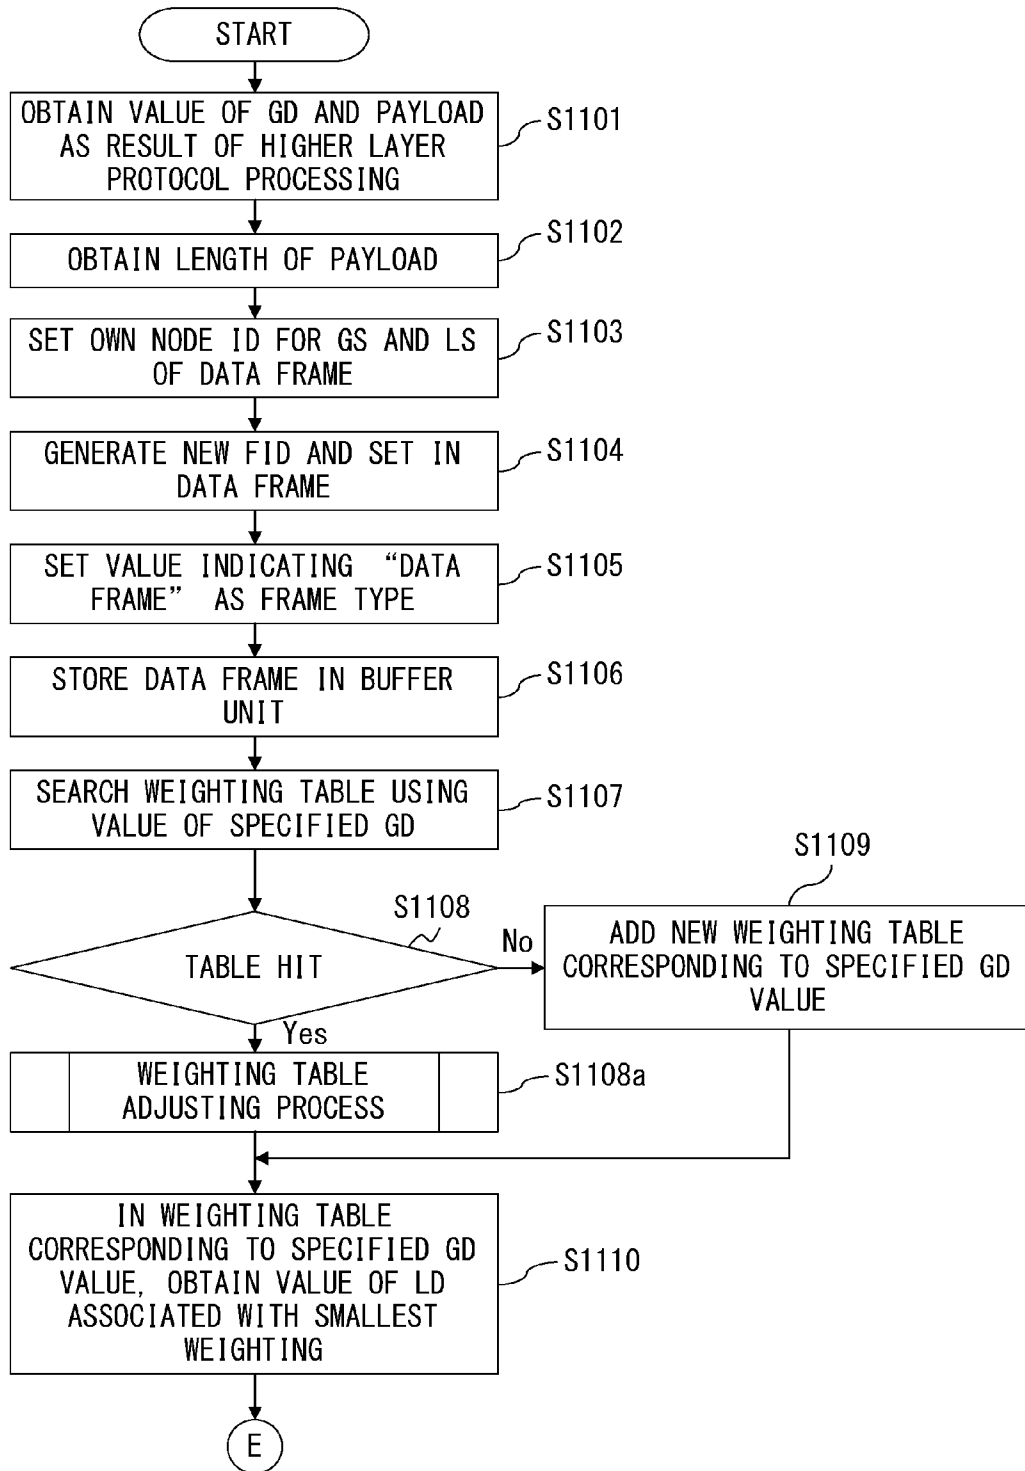 START
OBTAIN VALUE OF GD AND PAYLOAD
AS RESULT OF HIGHER LAYER
PROTOCOL PROCESSING
S1101
OBTAIN LENGTH OF PAYLOAD
S1102
SET OWN NODE ID FOR GS AND LS
OF DATA FRAME
S1103
GENERATE NEW FID AND SET IN
DATA FRAME
S1104
SET VALUE INDICATING “DATA
FRAME” AS FRAME TYPE
S1105
STORE DATA FRAME IN BUFFER
UNIT
S1106
SEARCH WEIGHTING TABLE USING
VALUE OF SPECIFIED GD
S1107
TABLE HIT
S1108
No
S1109
ADD NEW WEIGHTING TABLE
CORRESPONDING TO SPECIFIED GD
VALUE
Yes
WEIGHTING TABLE
ADJUSTING PROCESS
S1108a
IN WEIGHTING TABLE
CORRESPONDING TO SPECIFIED GD
VALUE, OBTAIN VALUE OF LD
ASSOCIATED WITH SMALLEST
WEIGHTING
S1110
E